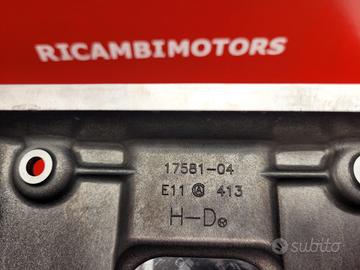 RICAMBIMOTORS
17581-04
E11 A 413
H-D®
subito